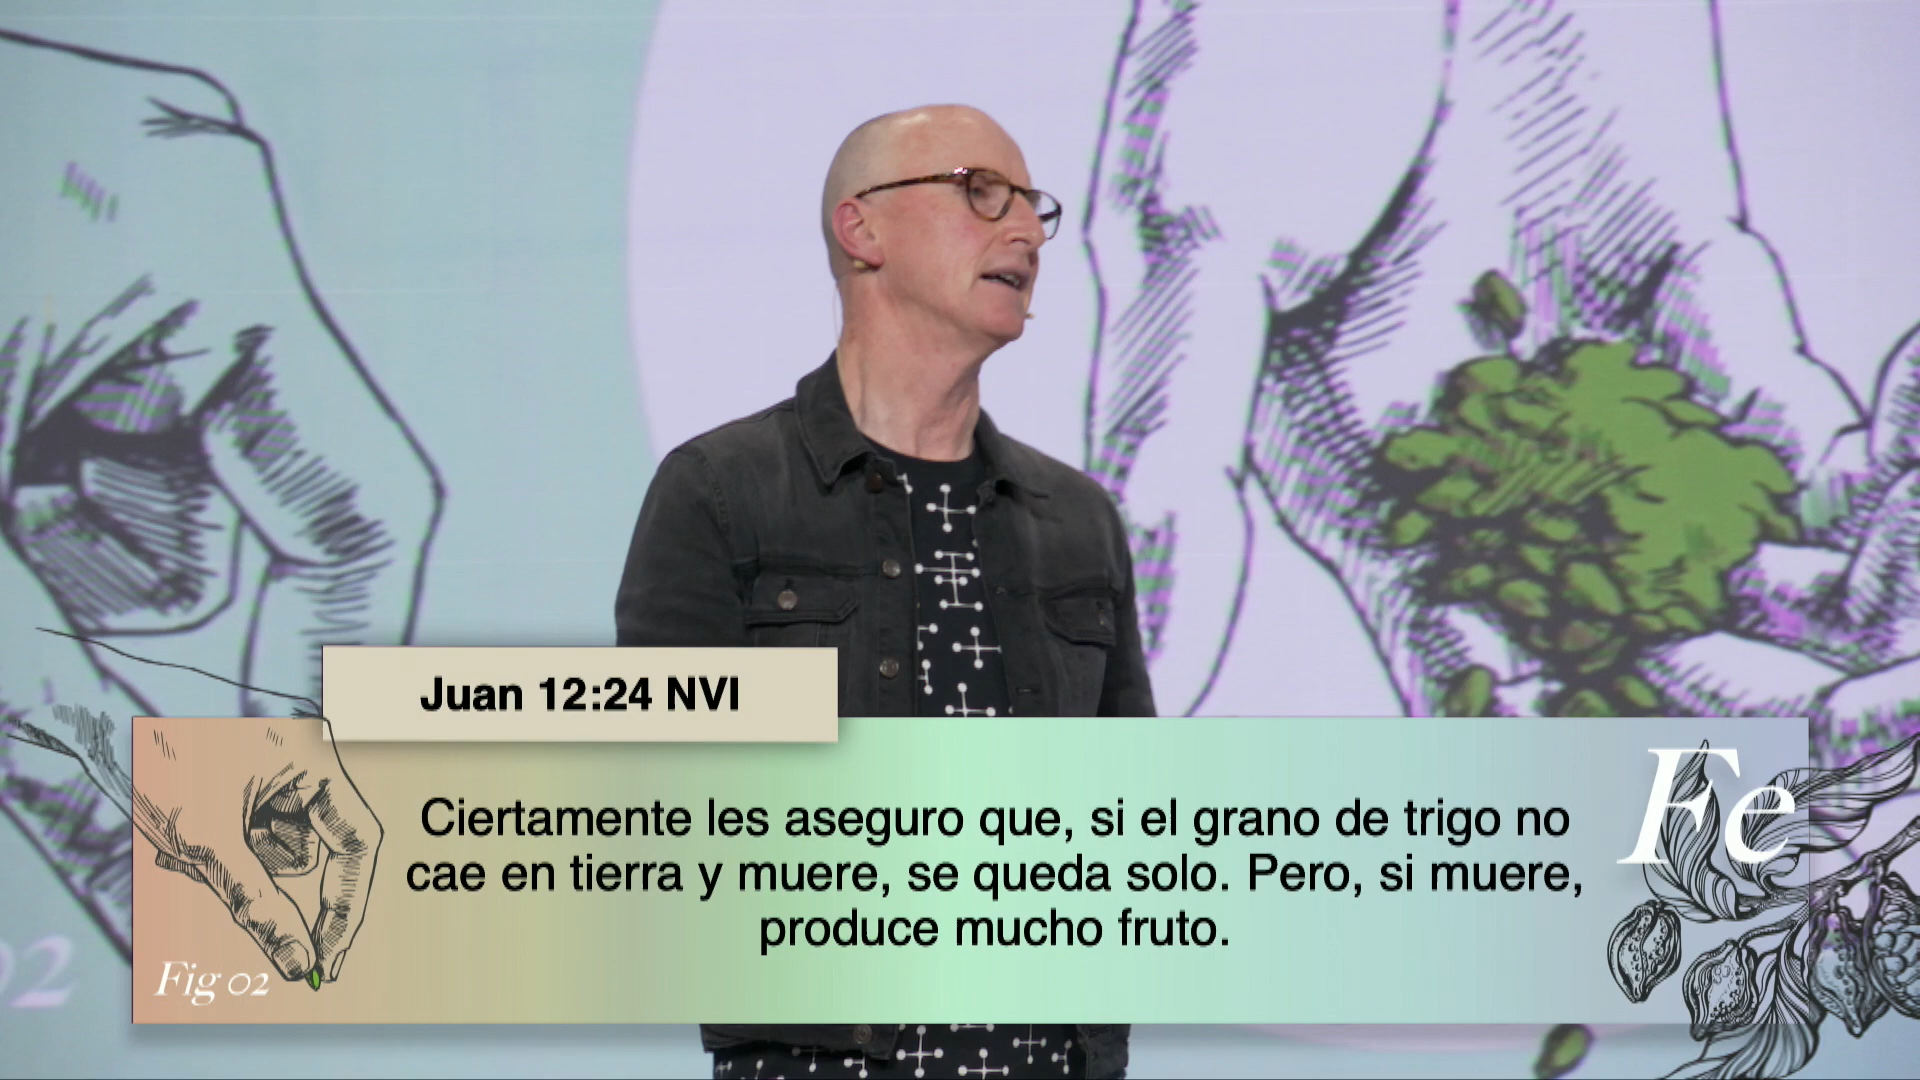 Juan 12:24 NVI
Ciertamente les aseguro que, si el grano de trigo no
cae en tierra y muere, se queda solo. Pero, si muere,
produce mucho fruto.
Fe
Fig 02
02